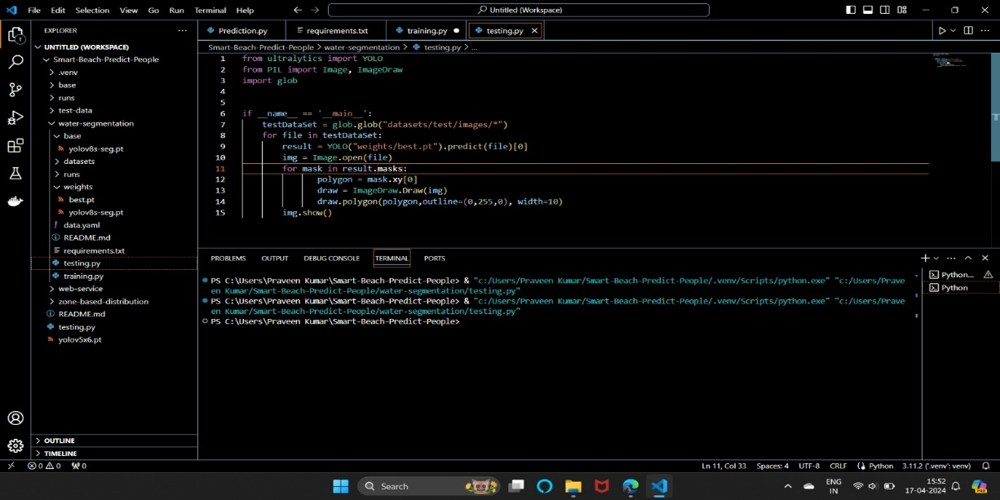 File Edit Selection View Go Run Terminal Help
Untitled (Workspace)
EXPLORER
Prediction.py requirements.txt training.py testing.py
UNTITLED (WORKSPACE)
Smart-Beach-Predict-People
.venv
base
runs
test-data
water-segmentation
base
yolov8s-seg.pt
datasets
runs
weights
best.pt
yolov8s-seg.pt
data.yaml
README.md
requirements.txt
testing.py
training.py
web-service
zone-based-distribution
README.md
testing.py
yolov5x6.pt
OUTLINE
TIMELINE
Smart-Beach-Predict-People > water-segmentation > testing.py > ...
1 from ultralytics import YOLO
2 from PIL import Image, ImageDraw
3 import glob
4
5
6 if __name__ == '__main__':
7 testDataSet = glob.glob("datasets/test/images/*")
8 for file in testDataSet:
9 result = YOLO("weights/best.pt").predict(file)[0]
10 img = Image.open(file)
11 for mask in result.masks:
12 polygon = mask.xy[0]
13 draw = ImageDraw.Draw(img)
14 draw.polygon(polygon,outline=(0,255,0), width=10)
15 img.show()
PROBLEMS OUTPUT DEBUG CONSOLE TERMINAL PORTS
PS C:\Users\Praveen Kumar\Smart-Beach-Predict-People> & "c:/Users/Praveen Kumar/Smart-Beach-Predict-People/.venv/Scripts/python.exe" "c:/Users/Prave
en Kumar/Smart-Beach-Predict-People/water-segmentation/testing.py"
PS C:\Users\Praveen Kumar\Smart-Beach-Predict-People> & "c:/Users/Praveen Kumar/Smart-Beach-Predict-People/.venv/Scripts/python.exe" "c:/Users/Prave
en Kumar/Smart-Beach-Predict-People/water-segmentation/testing.py"
PS C:\Users\Praveen Kumar\Smart-Beach-Predict-People>
Python...
Python
0 0 0 Ln 11, Col 33 Spaces: 4 UTF-8 CRLF Python 3.11.2 ('.venv': venv)
Search
ENG
IN
15:52
17-04-2024